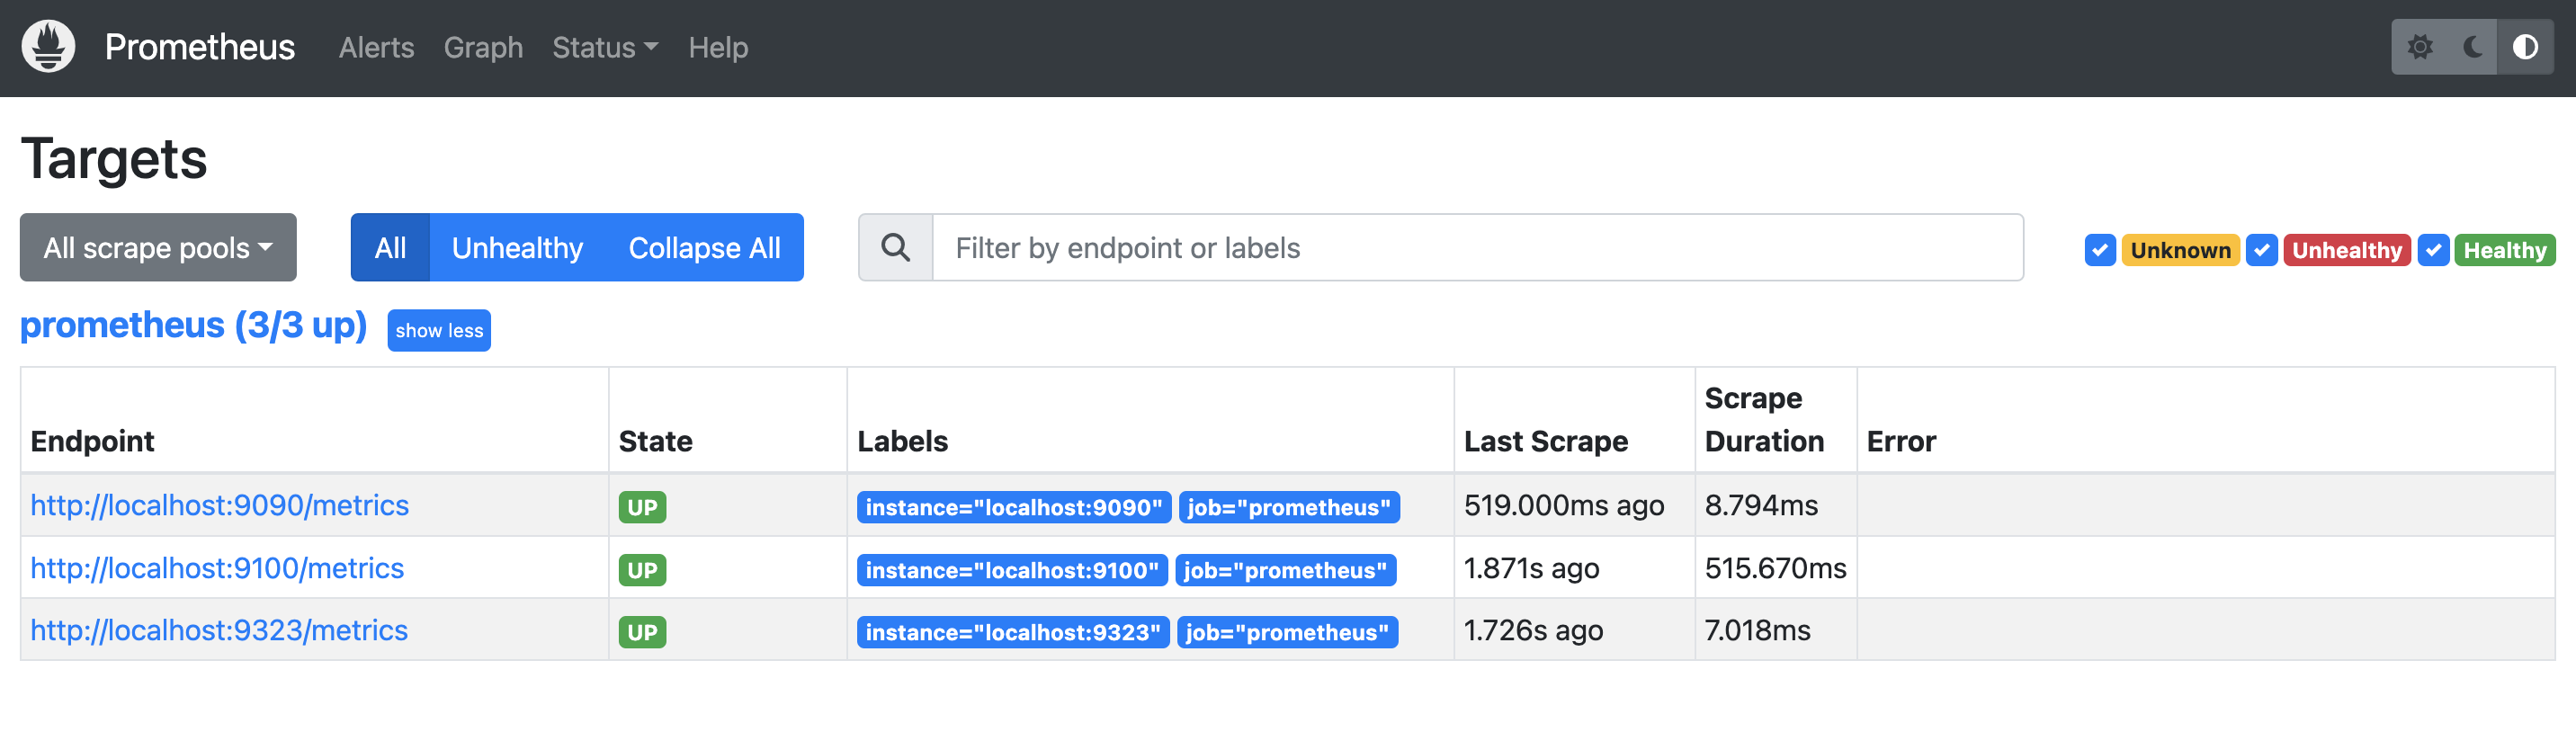 Prometheus Alerts Graph Status Help
Targets
All scrape pools All Unhealthy Collapse All Filter by endpoint or labels Unknown Unhealthy Healthy
prometheus (3/3 up) show less
Endpoint State Labels Last Scrape Scrape Duration Error
http://localhost:9090/metrics UP instance="localhost:9090" job="prometheus" 519.000ms ago 8.794ms
http://localhost:9100/metrics UP instance="localhost:9100" job="prometheus" 1.871s ago 515.670ms
http://localhost:9323/metrics UP instance="localhost:9323" job="prometheus" 1.726s ago 7.018ms